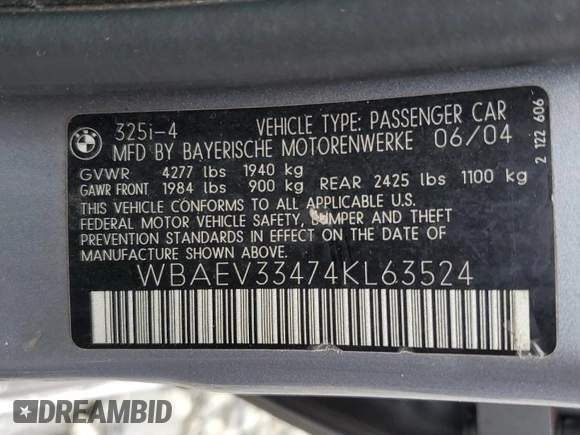 BMW
325i-4 VEHICLE TYPE: PASSENGER CAR
MFD BY BAYERISCHE MOTORENWERKE 06/04
GVWR 4277 lbs 1940 kg
GAWR FRONT 1984 lbs 900 kg REAR 2425 lbs 1100 kg
THIS VEHICLE CONFORMS TO ALL APPLICABLE U.S.
FEDERAL MOTOR VEHICLE SAFETY, BUMPER AND THEFT
PREVENTION STANDARDS IN EFFECT ON THE DATE OF
MANUFACTURE SHOWN ABOVE.
WBAEV33474KL63524
2 122 606
DREAMBID